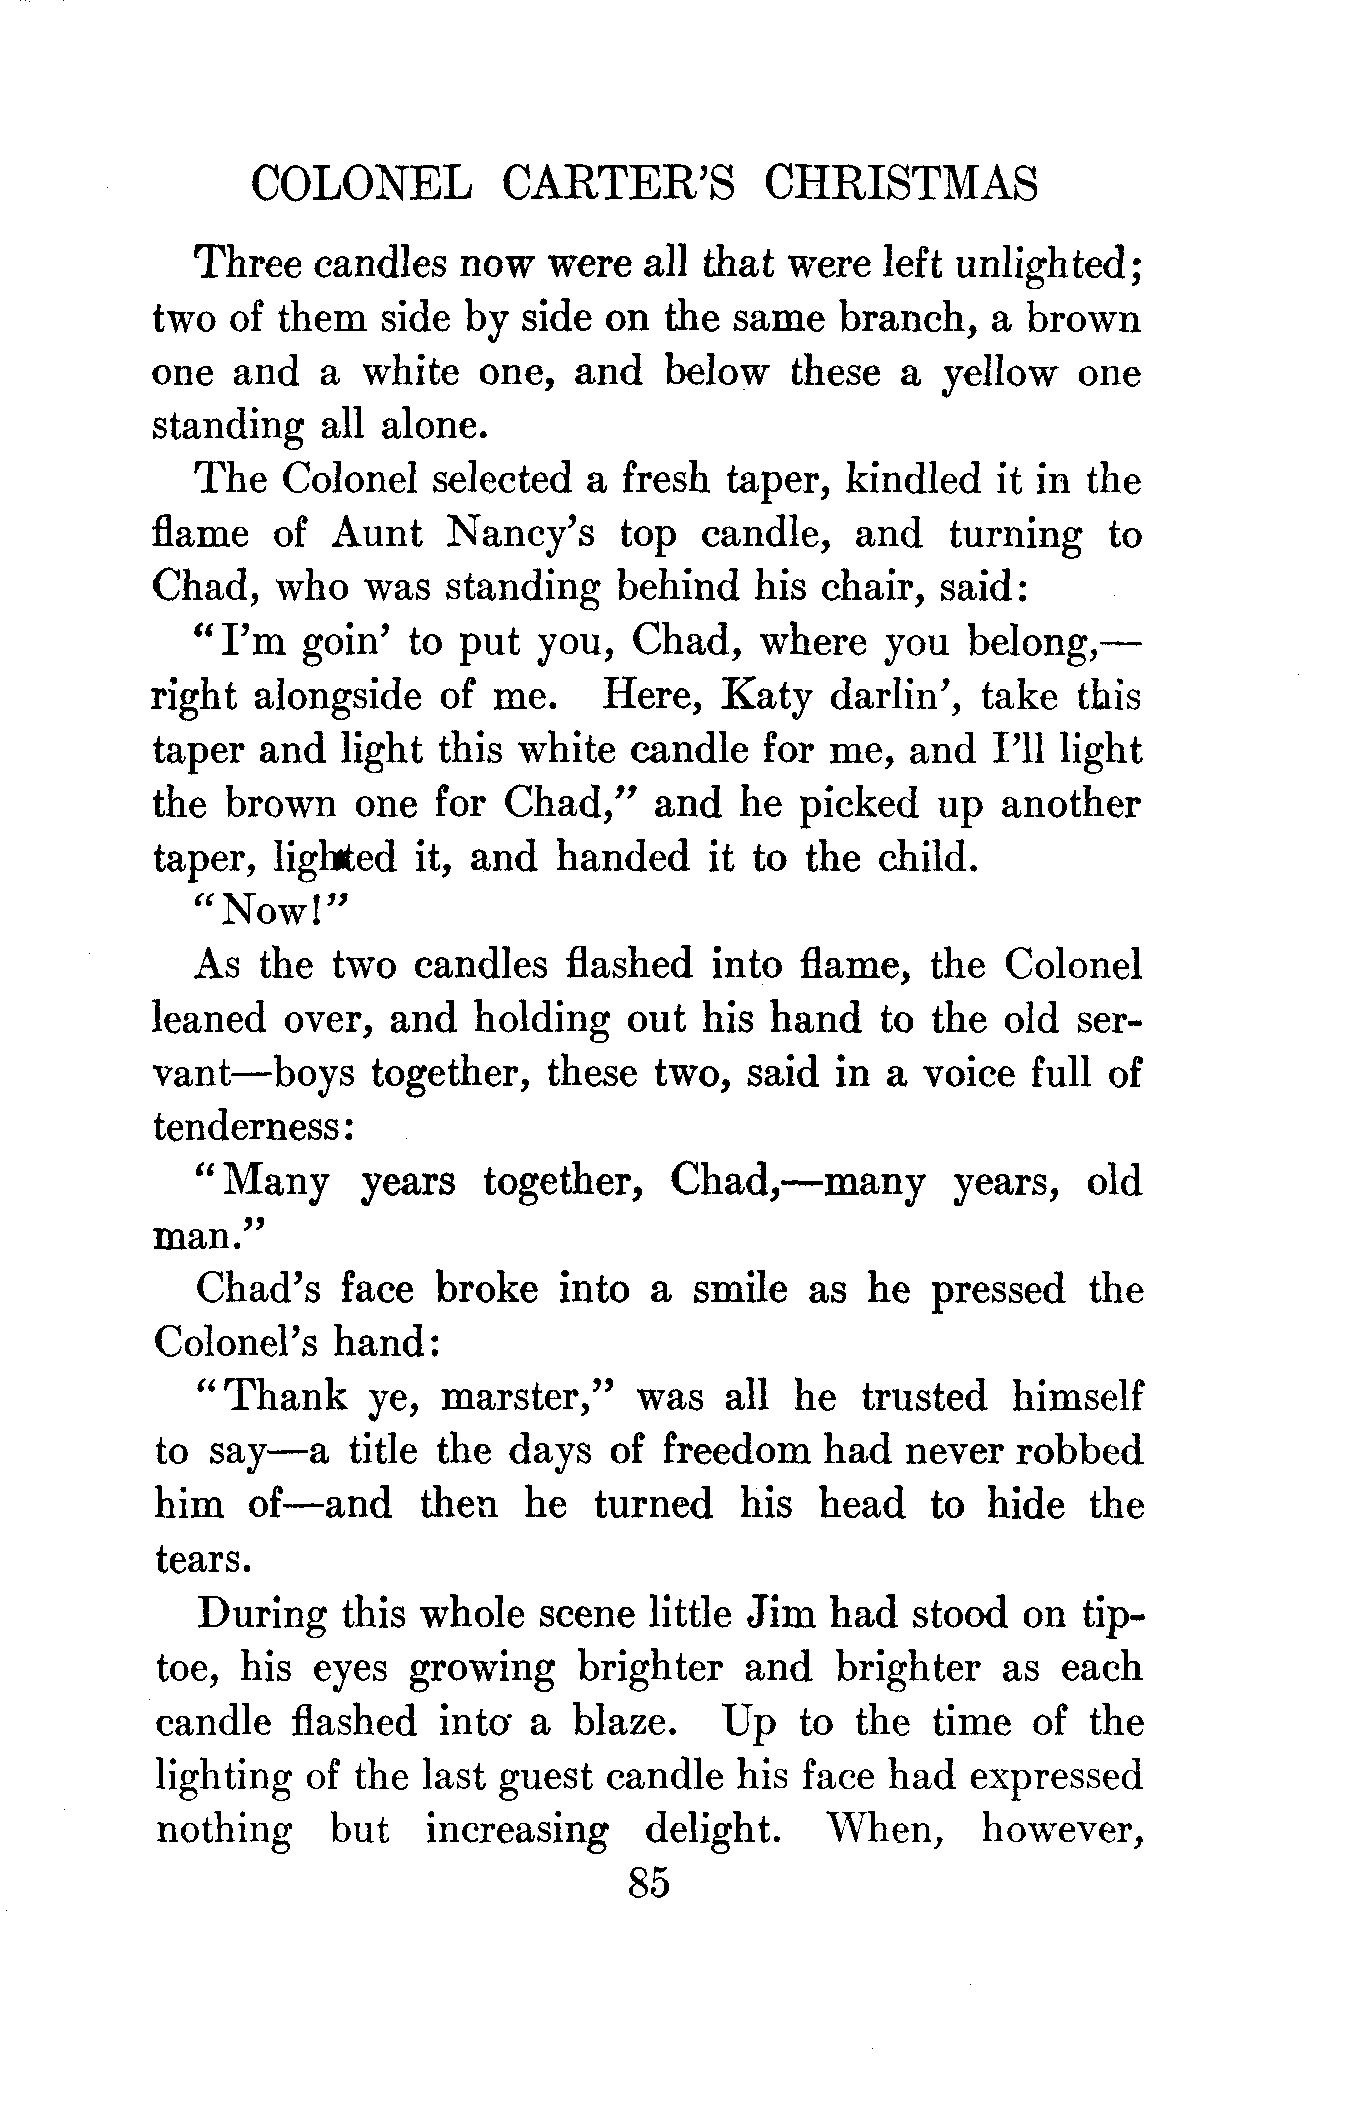 COLONEL CARTER'S CHRISTMAS
Three candles now were all that were left unlighted;
two of them side by side on the same branch, a brown
one and a white one, and below these a yellow one
standing all alone.
The Colonel selected a fresh taper, kindled it in the
flame of Aunt Nancy's top candle, and turning to
Chad, who was standing behind his chair, said:
"I'm goin' to put you, Chad, where you belong,—
right alongside of me. Here, Katy darlin', take this
taper and light this white candle for me, and I'll light
the brown one for Chad," and he picked up another
taper, lighted it, and handed it to the child.
"Now!"
As the two candles flashed into flame, the Colonel
leaned over, and holding out his hand to the old ser-
vant—boys together, these two, said in a voice full of
tenderness:
"Many years together, Chad,—many years, old
man."
Chad's face broke into a smile as he pressed the
Colonel's hand:
"Thank ye, marster," was all he trusted himself
to say—a title the days of freedom had never robbed
him of—and then he turned his head to hide the
tears.
During this whole scene little Jim had stood on tip-
toe, his eyes growing brighter and brighter as each
candle flashed into a blaze. Up to the time of the
lighting of the last guest candle his face had expressed
nothing but increasing delight. When, however,
85